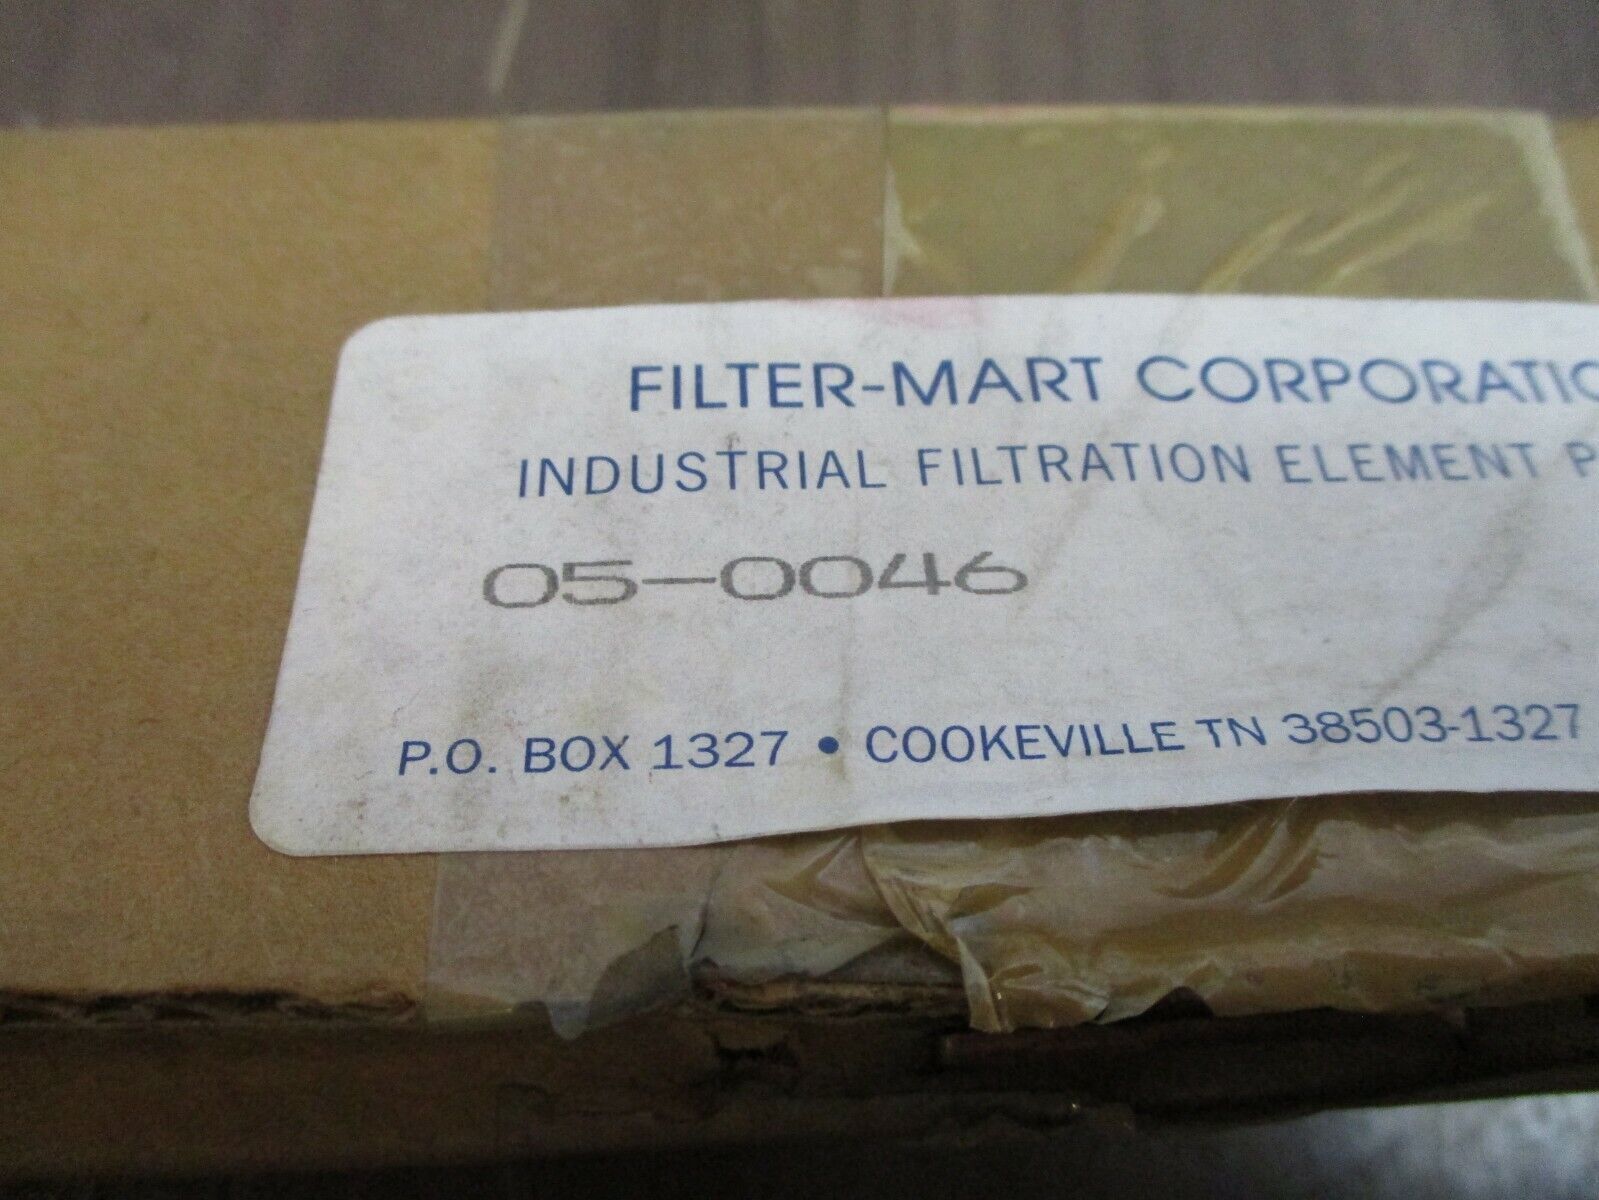 FILTER-MART CORPORATIO
INDUSTRIAL FILTRATION ELEMENT P
05-0046
P.O. BOX 1327 • COOKEVILLE TN 38503-1327